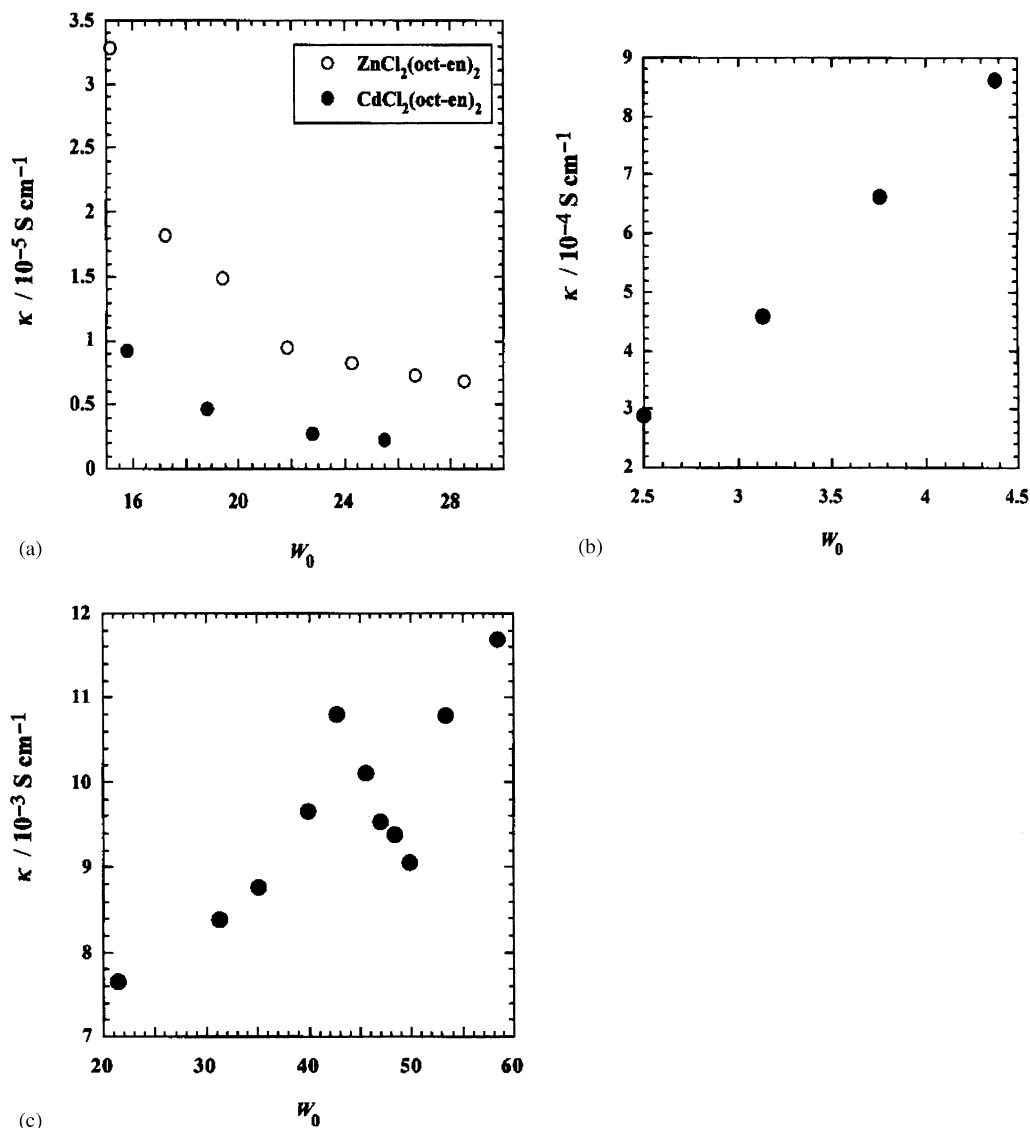 3.5
3
2.5
2
1.5
1
0.5
0
κ / 10⁻⁵ S cm⁻¹
ZnCl₂(oct-en)₂
CdCl₂(oct-en)₂
16 20 24 28
W₀
(a)
9
8
7
6
5
4
3
2
κ / 10⁻⁴ S cm⁻¹
2.5 3 3.5 4 4.5
W₀
(b)
12
11
10
9
8
7
κ / 10⁻³ S cm⁻¹
20 30 40 50 60
W₀
(c)